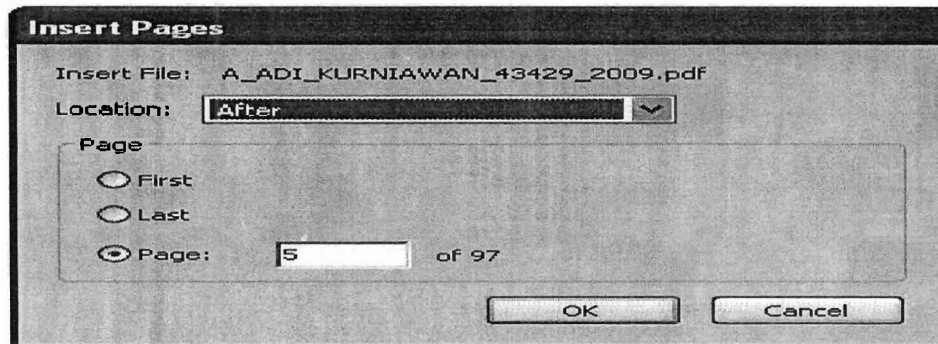 Insert Pages
Insert File: A_ADI_KURNIAWAN_43429_2009.pdf
Location: After
Page
First
Last
Page: 5 of 97
OK Cancel